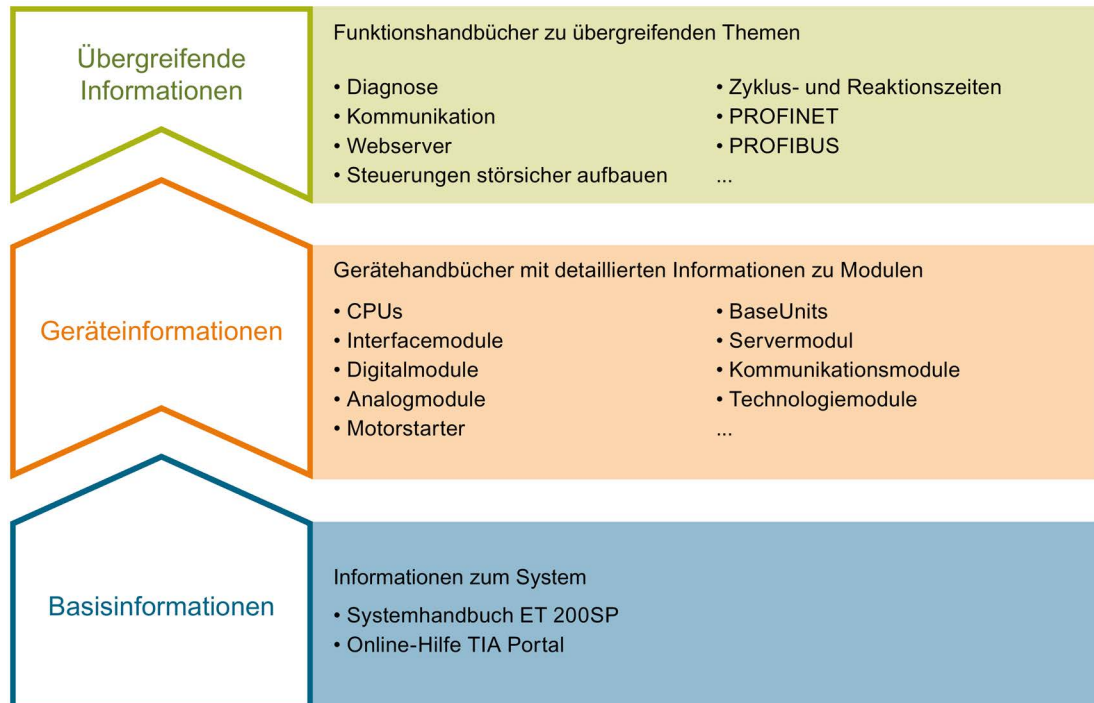 Übergreifende
Informationen
Funktionshandbücher zu übergreifenden Themen
• Diagnose
• Kommunikation
• Webserver
• Steuerungen störsicher aufbauen
• Zyklus- und Reaktionszeiten
• PROFINET
• PROFIBUS
...
Geräteinformationen
Gerätehandbücher mit detaillierten Informationen zu Modulen
• CPUs
• Interfacemodule
• Digitalmodule
• Analogmodule
• Motorstarter
• BaseUnits
• Servermodul
• Kommunikationsmodule
• Technologiemodule
...
Basisinformationen
Informationen zum System
• Systemhandbuch ET 200SP
• Online-Hilfe TIA Portal